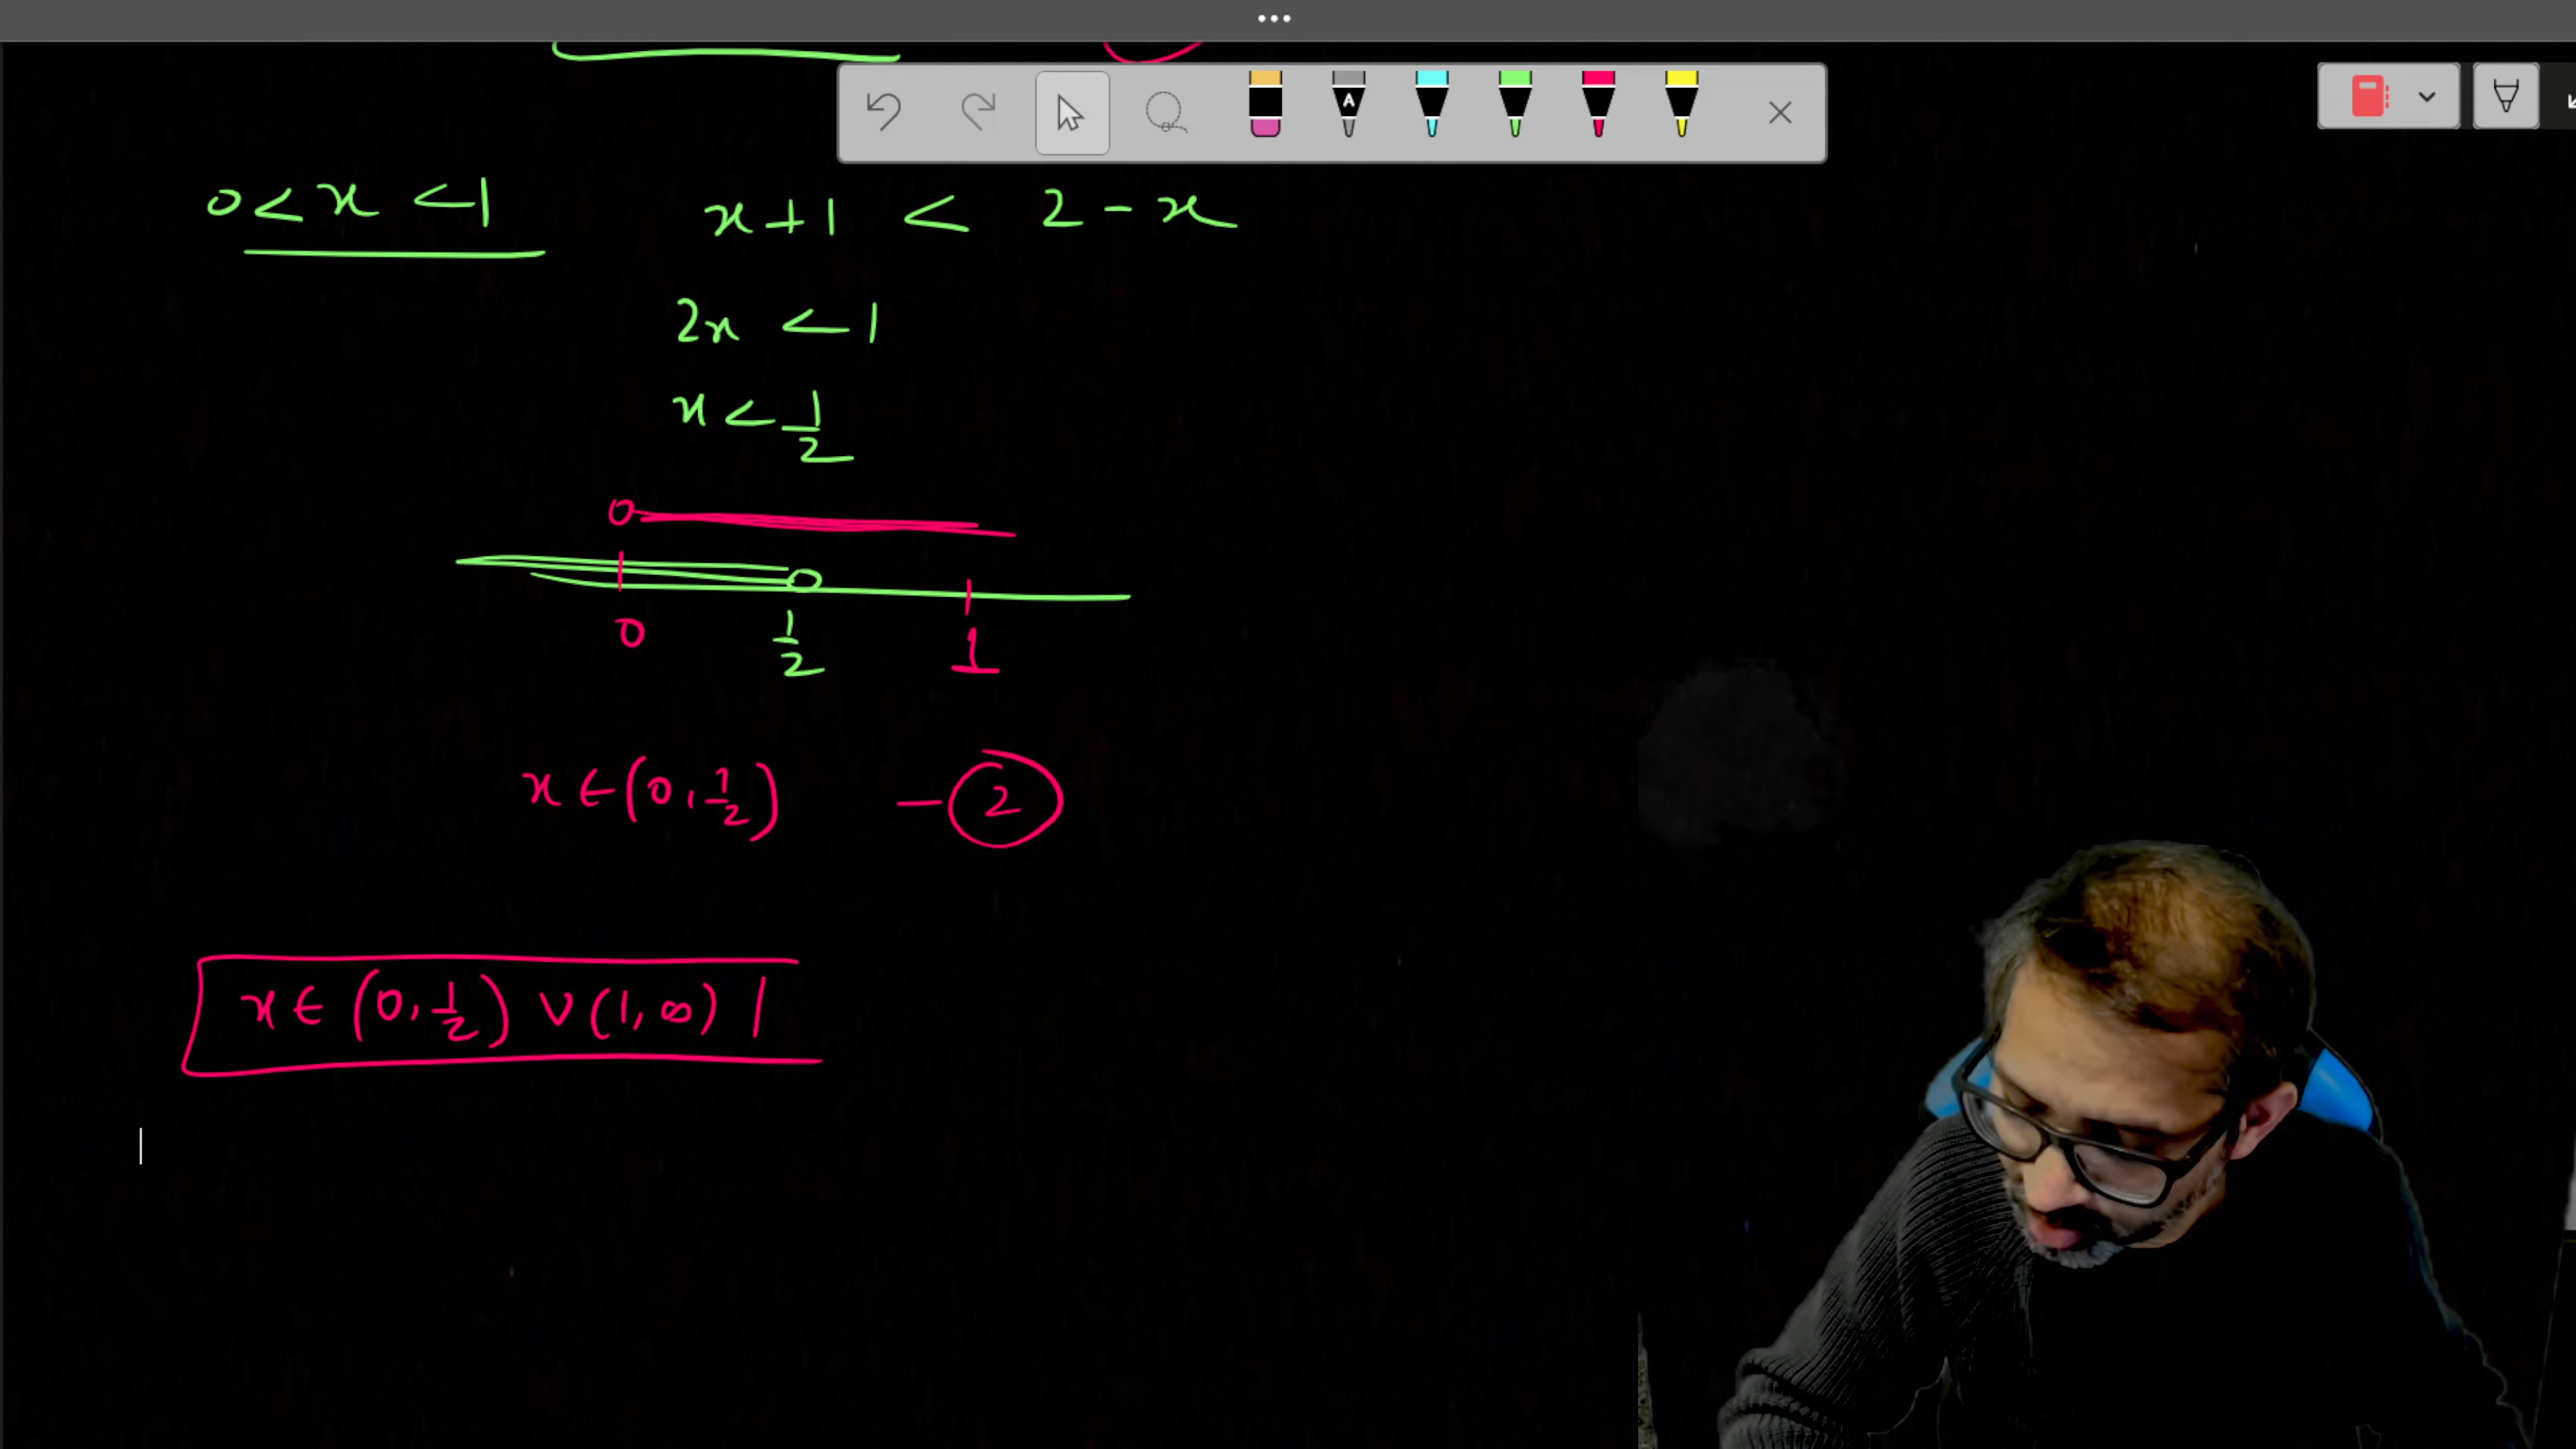 0 < x < 1 x + 1 < 2 - x
2x < 1
x < 1/2
0 1/2 1
x ∈ (0, 1/2) - 2
x ∈ (0, 1/2) ∪ (1, ∞)
A